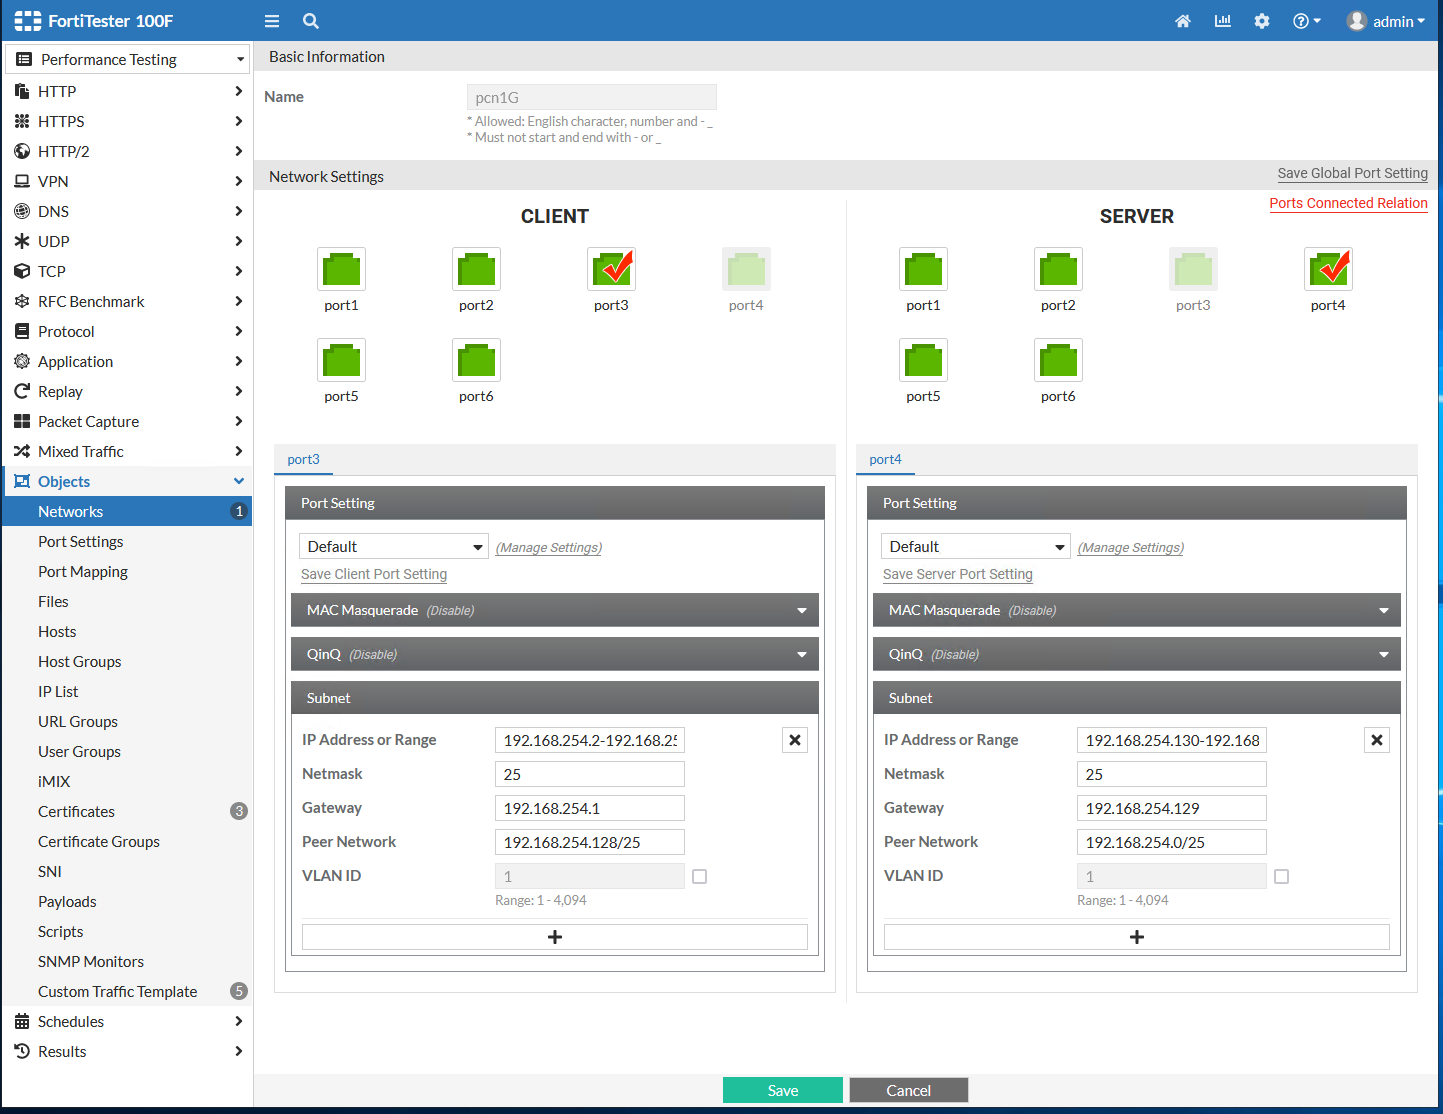 FortiTester 100F
admin
Performance Testing
HTTP
HTTPS
HTTP/2
VPN
DNS
UDP
TCP
RFC Benchmark
Protocol
Application
Replay
Packet Capture
Mixed Traffic
Objects
Networks 1
Port Settings
Port Mapping
Files
Hosts
Host Groups
IP List
URL Groups
User Groups
iMIX
Certificates 3
Certificate Groups
SNI
Payloads
Scripts
SNMP Monitors
Custom Traffic Template 5
Schedules
Results
Basic Information
Name pcn1G
* Allowed: English character, number and - _
* Must not start and end with - or _
Network Settings
Save Global Port Setting
Ports Connected Relation
CLIENT
port1 port2 port3 port4
port5 port6
port3
Port Setting
Default (Manage Settings)
Save Client Port Setting
MAC Masquerade (Disable)
QinQ (Disable)
Subnet
IP Address or Range 192.168.254.2-192.168.25
Netmask 25
Gateway 192.168.254.1
Peer Network 192.168.254.128/25
VLAN ID 1
Range: 1 - 4,094
SERVER
port1 port2 port3 port4
port5 port6
port4
Port Setting
Default (Manage Settings)
Save Server Port Setting
MAC Masquerade (Disable)
QinQ (Disable)
Subnet
IP Address or Range 192.168.254.130-192.168
Netmask 25
Gateway 192.168.254.129
Peer Network 192.168.254.0/25
VLAN ID 1
Range: 1 - 4,094
Save Cancel